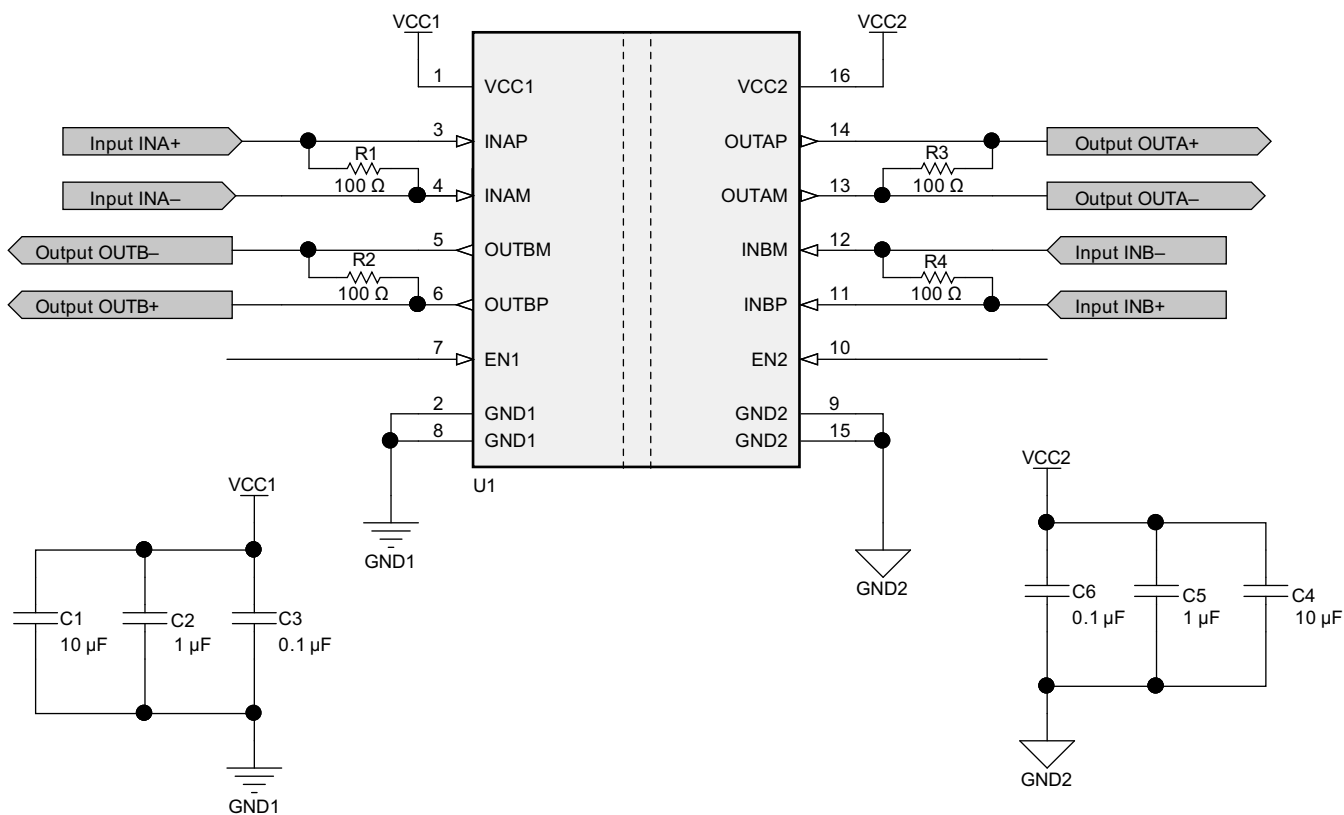 VCC1
VCC2
1
VCC1
VCC2
16
Input INA+
3
INAP
OUTAP
14
Output OUTA+
R1
100 Ω
R3
100 Ω
Input INA–
4
INAM
OUTAM
13
Output OUTA–
Output OUTB–
5
OUTBM
INBM
12
Input INB–
R2
100 Ω
R4
100 Ω
Output OUTB+
6
OUTBP
INBP
11
Input INB+
7
EN1
EN2
10
2
GND1
GND2
9
8
GND1
GND2
15
U1
VCC1
VCC2
GND1
GND2
C1
10 µF
C2
1 µF
C3
0.1 µF
C6
0.1 µF
C5
1 µF
C4
10 µF
GND1
GND2